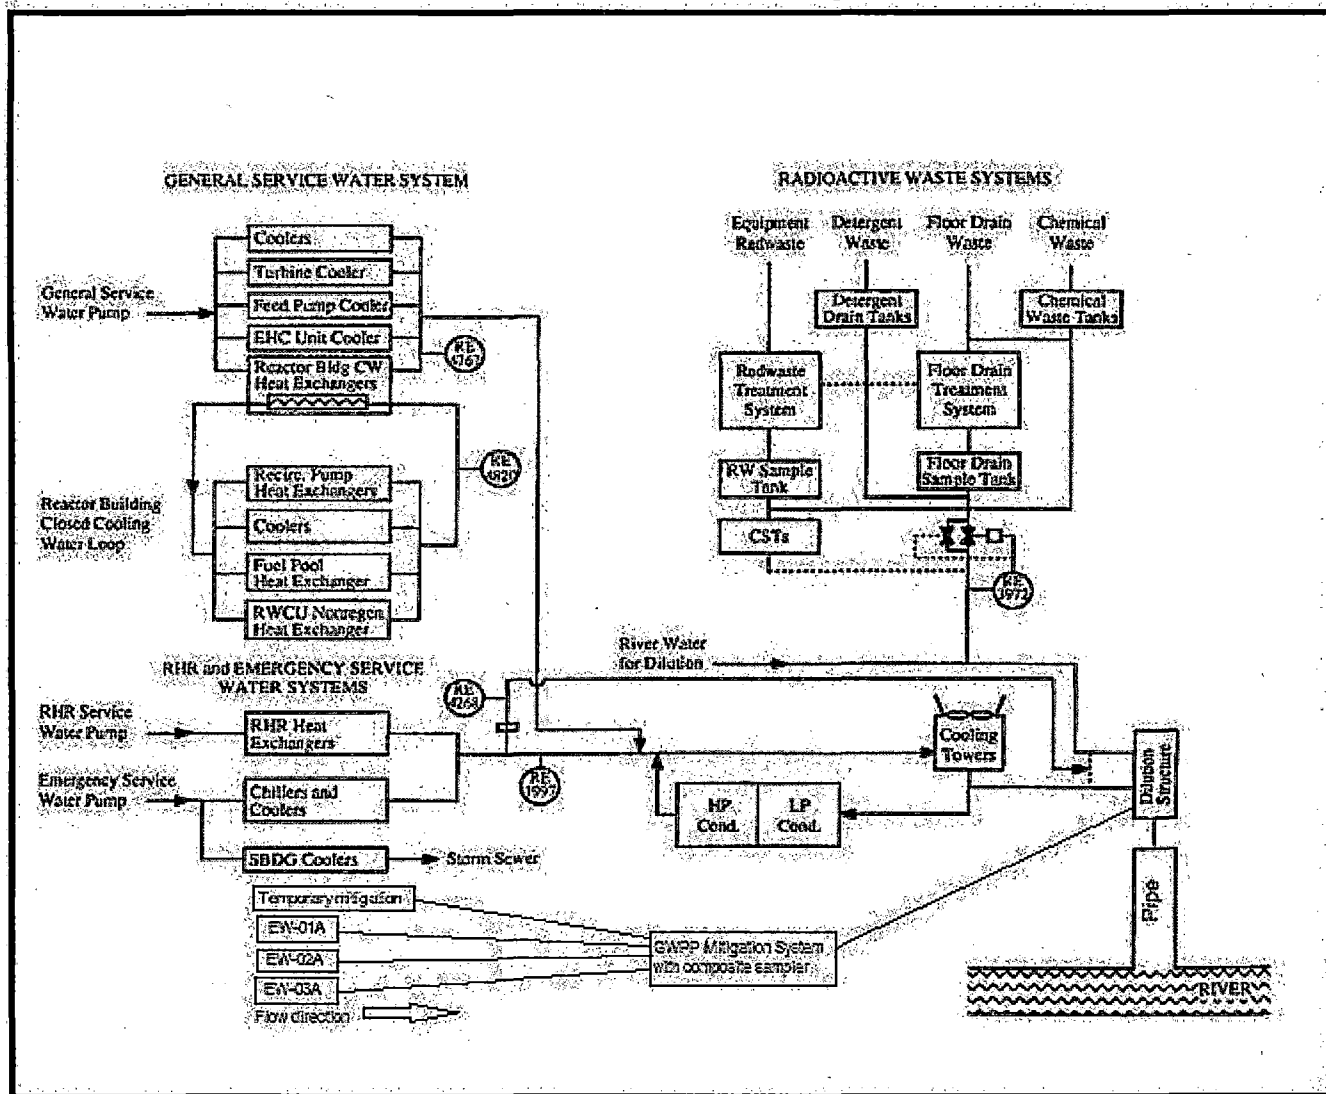 GENERAL SERVICE WATER SYSTEM
General Service
Water Pump
Coolers
Turbine Cooler
Feed Pump Cooler
EHC Unit Cooler
Reactor Bldg CW
Heat Exchangers
RE
4767
RE
4820
Reactor Building
Closed Cooling
Water Loop
Recirc. Pump
Heat Exchangers
Coolers
Fuel Pool
Heat Exchanger
RWCU Nonregen
Heat Exchanger
RADIOACTIVE WASTE SYSTEMS
Equipment
Radwaste
Detergent
Waste
Floor Drain
Waste
Chemical
Waste
Detergent
Drain Tanks
Chemical
Waste Tanks
Radwaste
Treatment
System
Floor Drain
Treatment
System
RW Sample
Tank
Floor Drain
Sample Tank
CSTs
RE
3972
River Water
for Dilution
RHR and EMERGENCY SERVICE
WATER SYSTEMS
RE
4268
RHR Service
Water Pump
RHR Heat
Exchangers
Emergency Service
Water Pump
Chillers and
Coolers
RE
1997
SBDG Coolers
Storm Sewer
HP
Cond.
LP
Cond.
Cooling
Towers
Dilution
Structure
Pipe
RIVER
Temporary mitigation
EW-01A
EW-02A
EW-03A
GWPP Mitigation System
with composite sampler
Flow direction